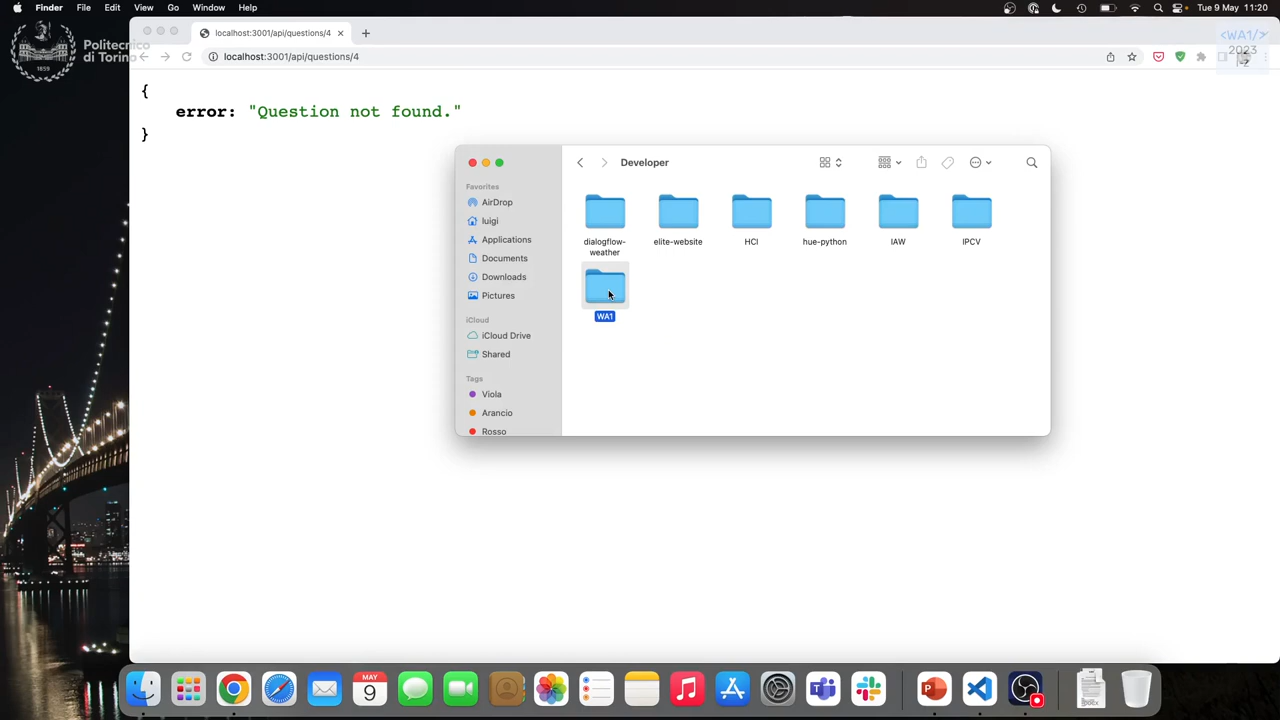 Finder File Edit View Go Window Help
Tue 9 May 11:20
localhost:3001/api/questions/4
localhost:3001/api/questions/4
Politecnico
di Torino
1859
<WA1/>
2023
{
error: "Question not found."
}
Developer
Favorites
AirDrop
luigi
Applications
Documents
Downloads
Pictures
iCloud
iCloud Drive
Shared
Tags
Viola
Arancio
Rosso
dialogflow-
weather
elite-website
HCI
hue-python
IAW
IPCV
WA1
MAY
9
DOCX